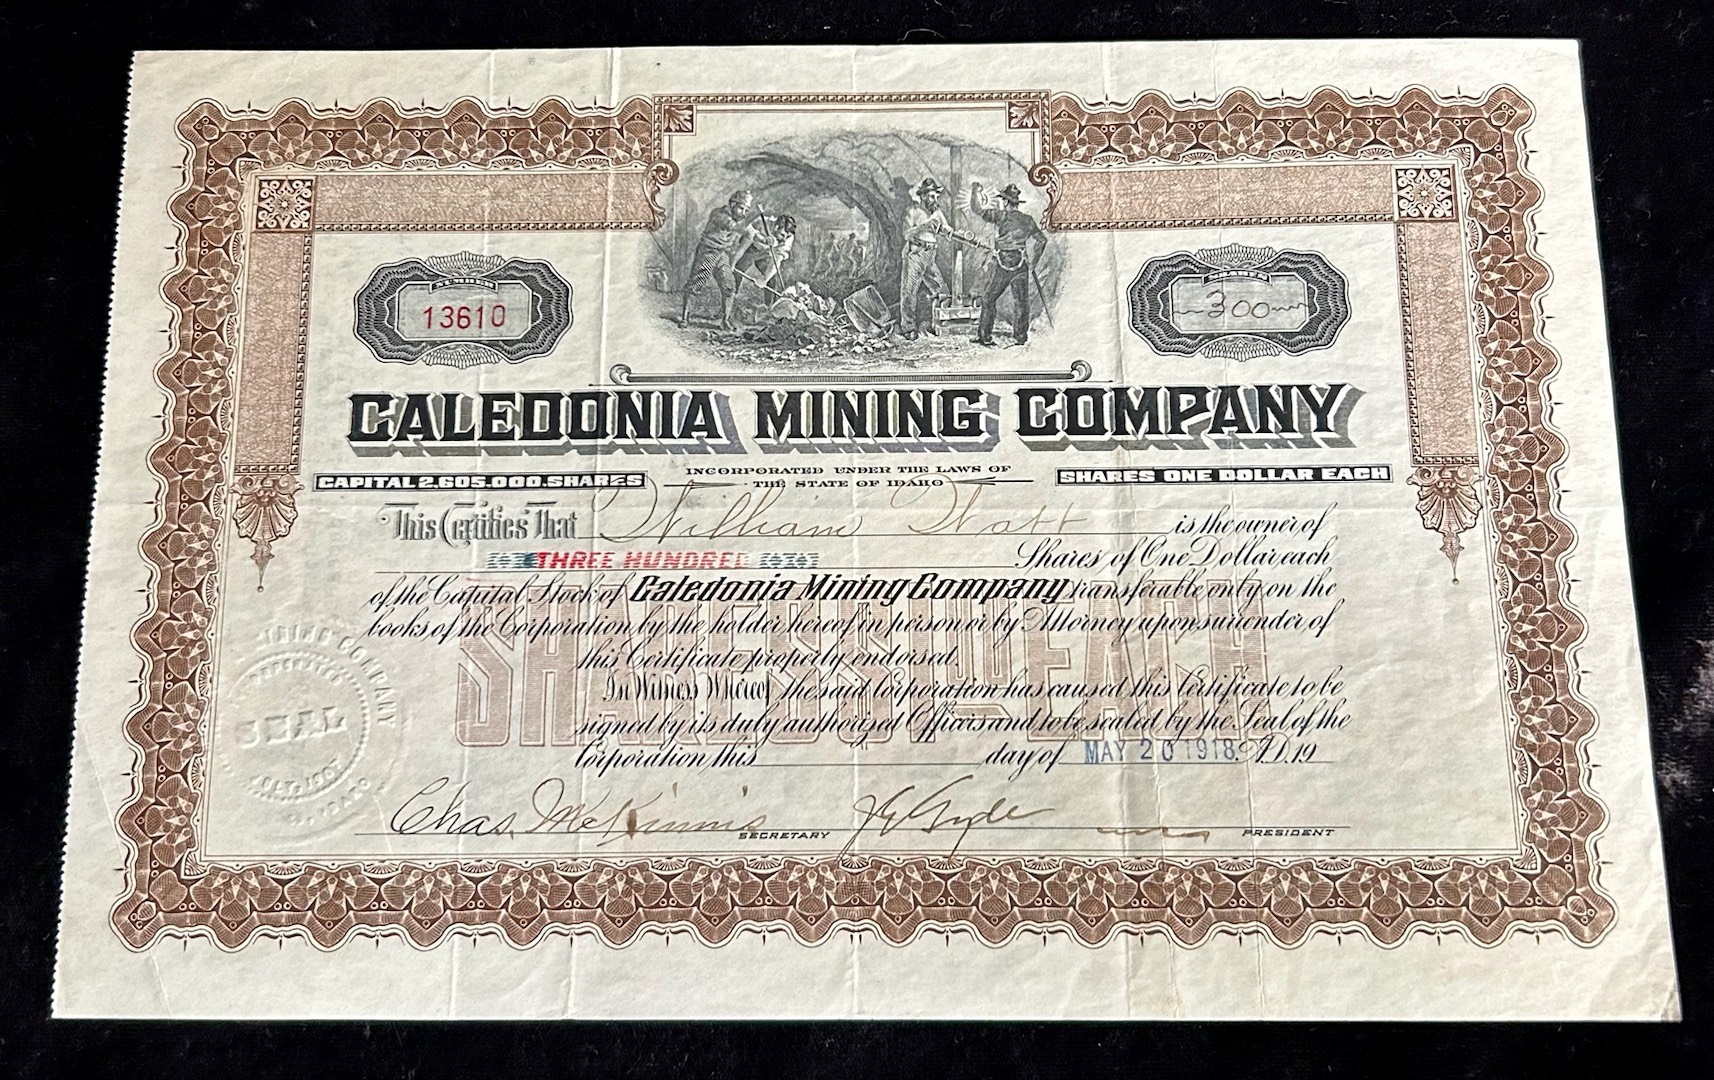 NUMBER
13610
SHARES
300
CALEDONIA MINING COMPANY
CAPITAL 2,605,000.SHARES
INCORPORATED UNDER THE LAWS OF
THE STATE OF IDAHO
SHARES ONE DOLLAR EACH
This Certifies That William Watt is the owner of
THREE HUNDRED Shares of One Dollar each
of the Capital Stock of Caledonia Mining Company transferable only on the
books of the Corporation by the holder hereof in person or by Attorney upon surrender of
this Certificate properly endorsed.
In Witness Whereof the said Corporation has caused this Certificate to be
signed by its duly authorized Officers and to be sealed by the Seal of the
Corporation this day of MAY 20 1918. A.D.19
SHARES $1 EACH
Chas. McKinnis
SECRETARY
PRESIDENT
COMPANY
SEAL
IDAHO